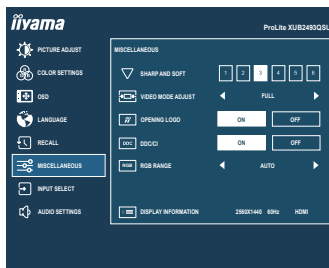 iiyama
ProLite XUB2493QSU
PICTURE ADJUST
COLOR SETTINGS
OSD
LANGUAGE
RECALL
MISCELLANEOUS
INPUT SELECT
AUDIO SETTINGS
MISCELLANEOUS
SHARP AND SOFT 1 2 3 4 5 6
VIDEO MODE ADJUST FULL
OPENING LOGO ON OFF
DDC DDC/CI ON OFF
RGB RGB RANGE AUTO
DISPLAY INFORMATION 2560X1440 60Hz HDMI